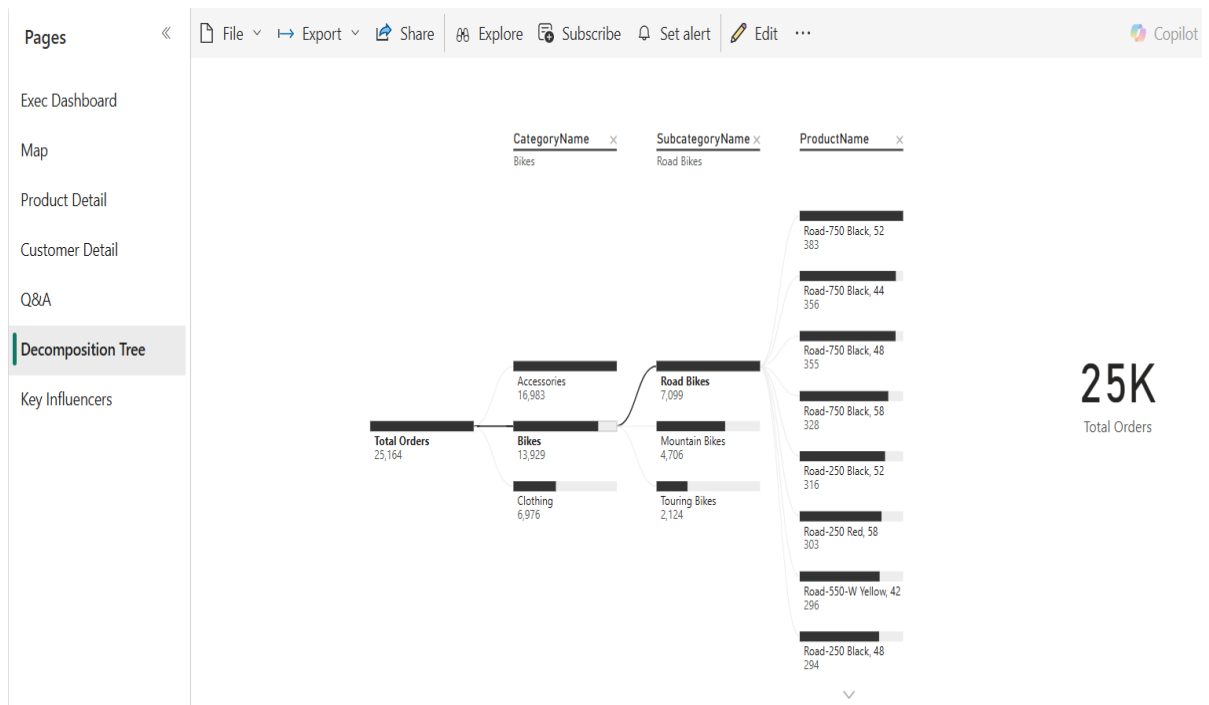 Pages
File
Export
Share
Explore
Subscribe
Set alert
Edit
Copilot
Exec Dashboard
Map
Product Detail
Customer Detail
Q&A
Decomposition Tree
Key Influencers
CategoryName
Bikes
SubcategoryName
Road Bikes
ProductName
Total Orders
25,164
Accessories
16,983
Bikes
13,929
Clothing
6,976
Road Bikes
7,099
Mountain Bikes
4,706
Touring Bikes
2,124
Road-750 Black, 52
383
Road-750 Black, 44
356
Road-750 Black, 48
355
Road-750 Black, 58
328
Road-250 Black, 52
316
Road-250 Red, 58
303
Road-550-W Yellow, 42
296
Road-250 Black, 48
294
25K
Total Orders